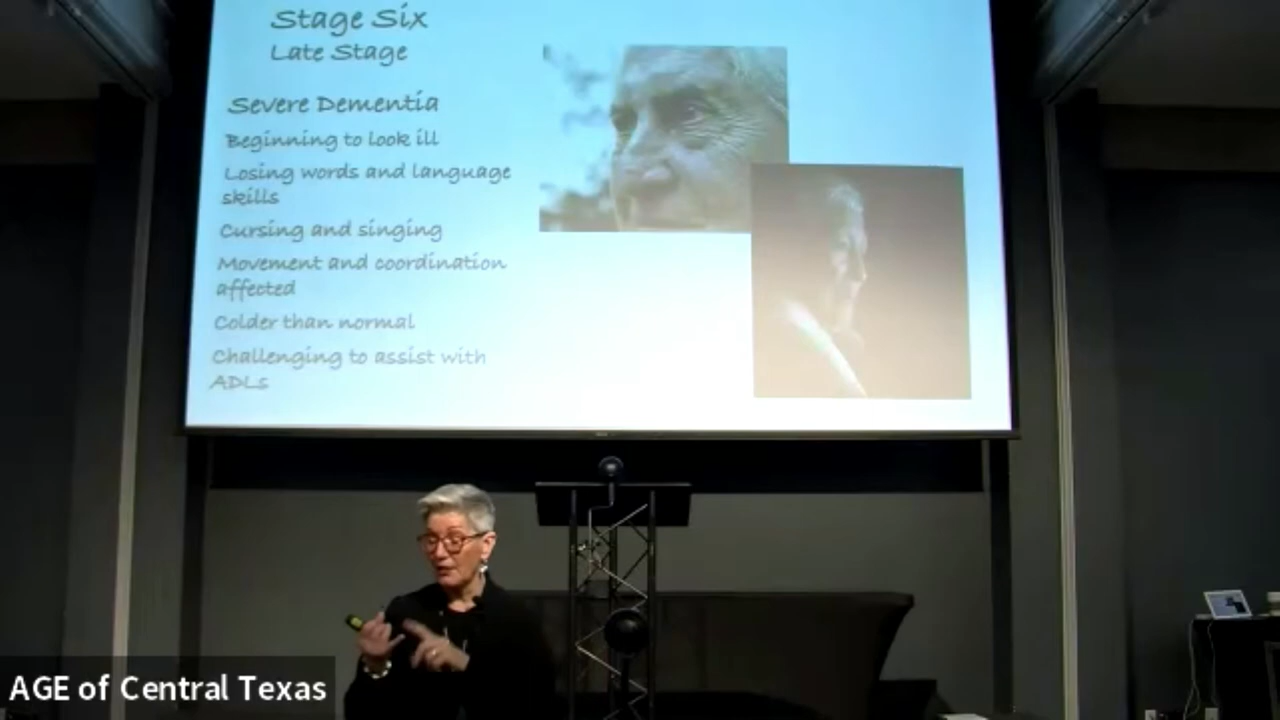 Stage Six
Late Stage
Severe Dementia
Beginning to look ill
Losing words and language
skills
Cursing and singing
Movement and coordination
affected
Colder than normal
Challenging to assist with
ADLs
AGE of Central Texas